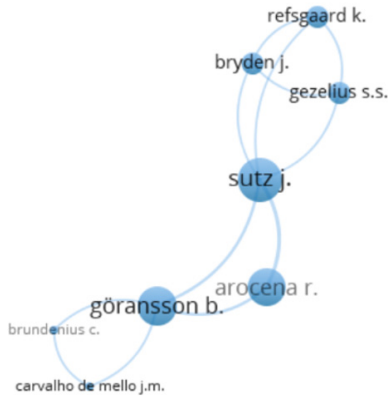 refsgaard k.
bryden j.
gezelius s.s.
sutz j.
arocena r.
göransson b.
brundenius c.
carvalho de mello j.m.